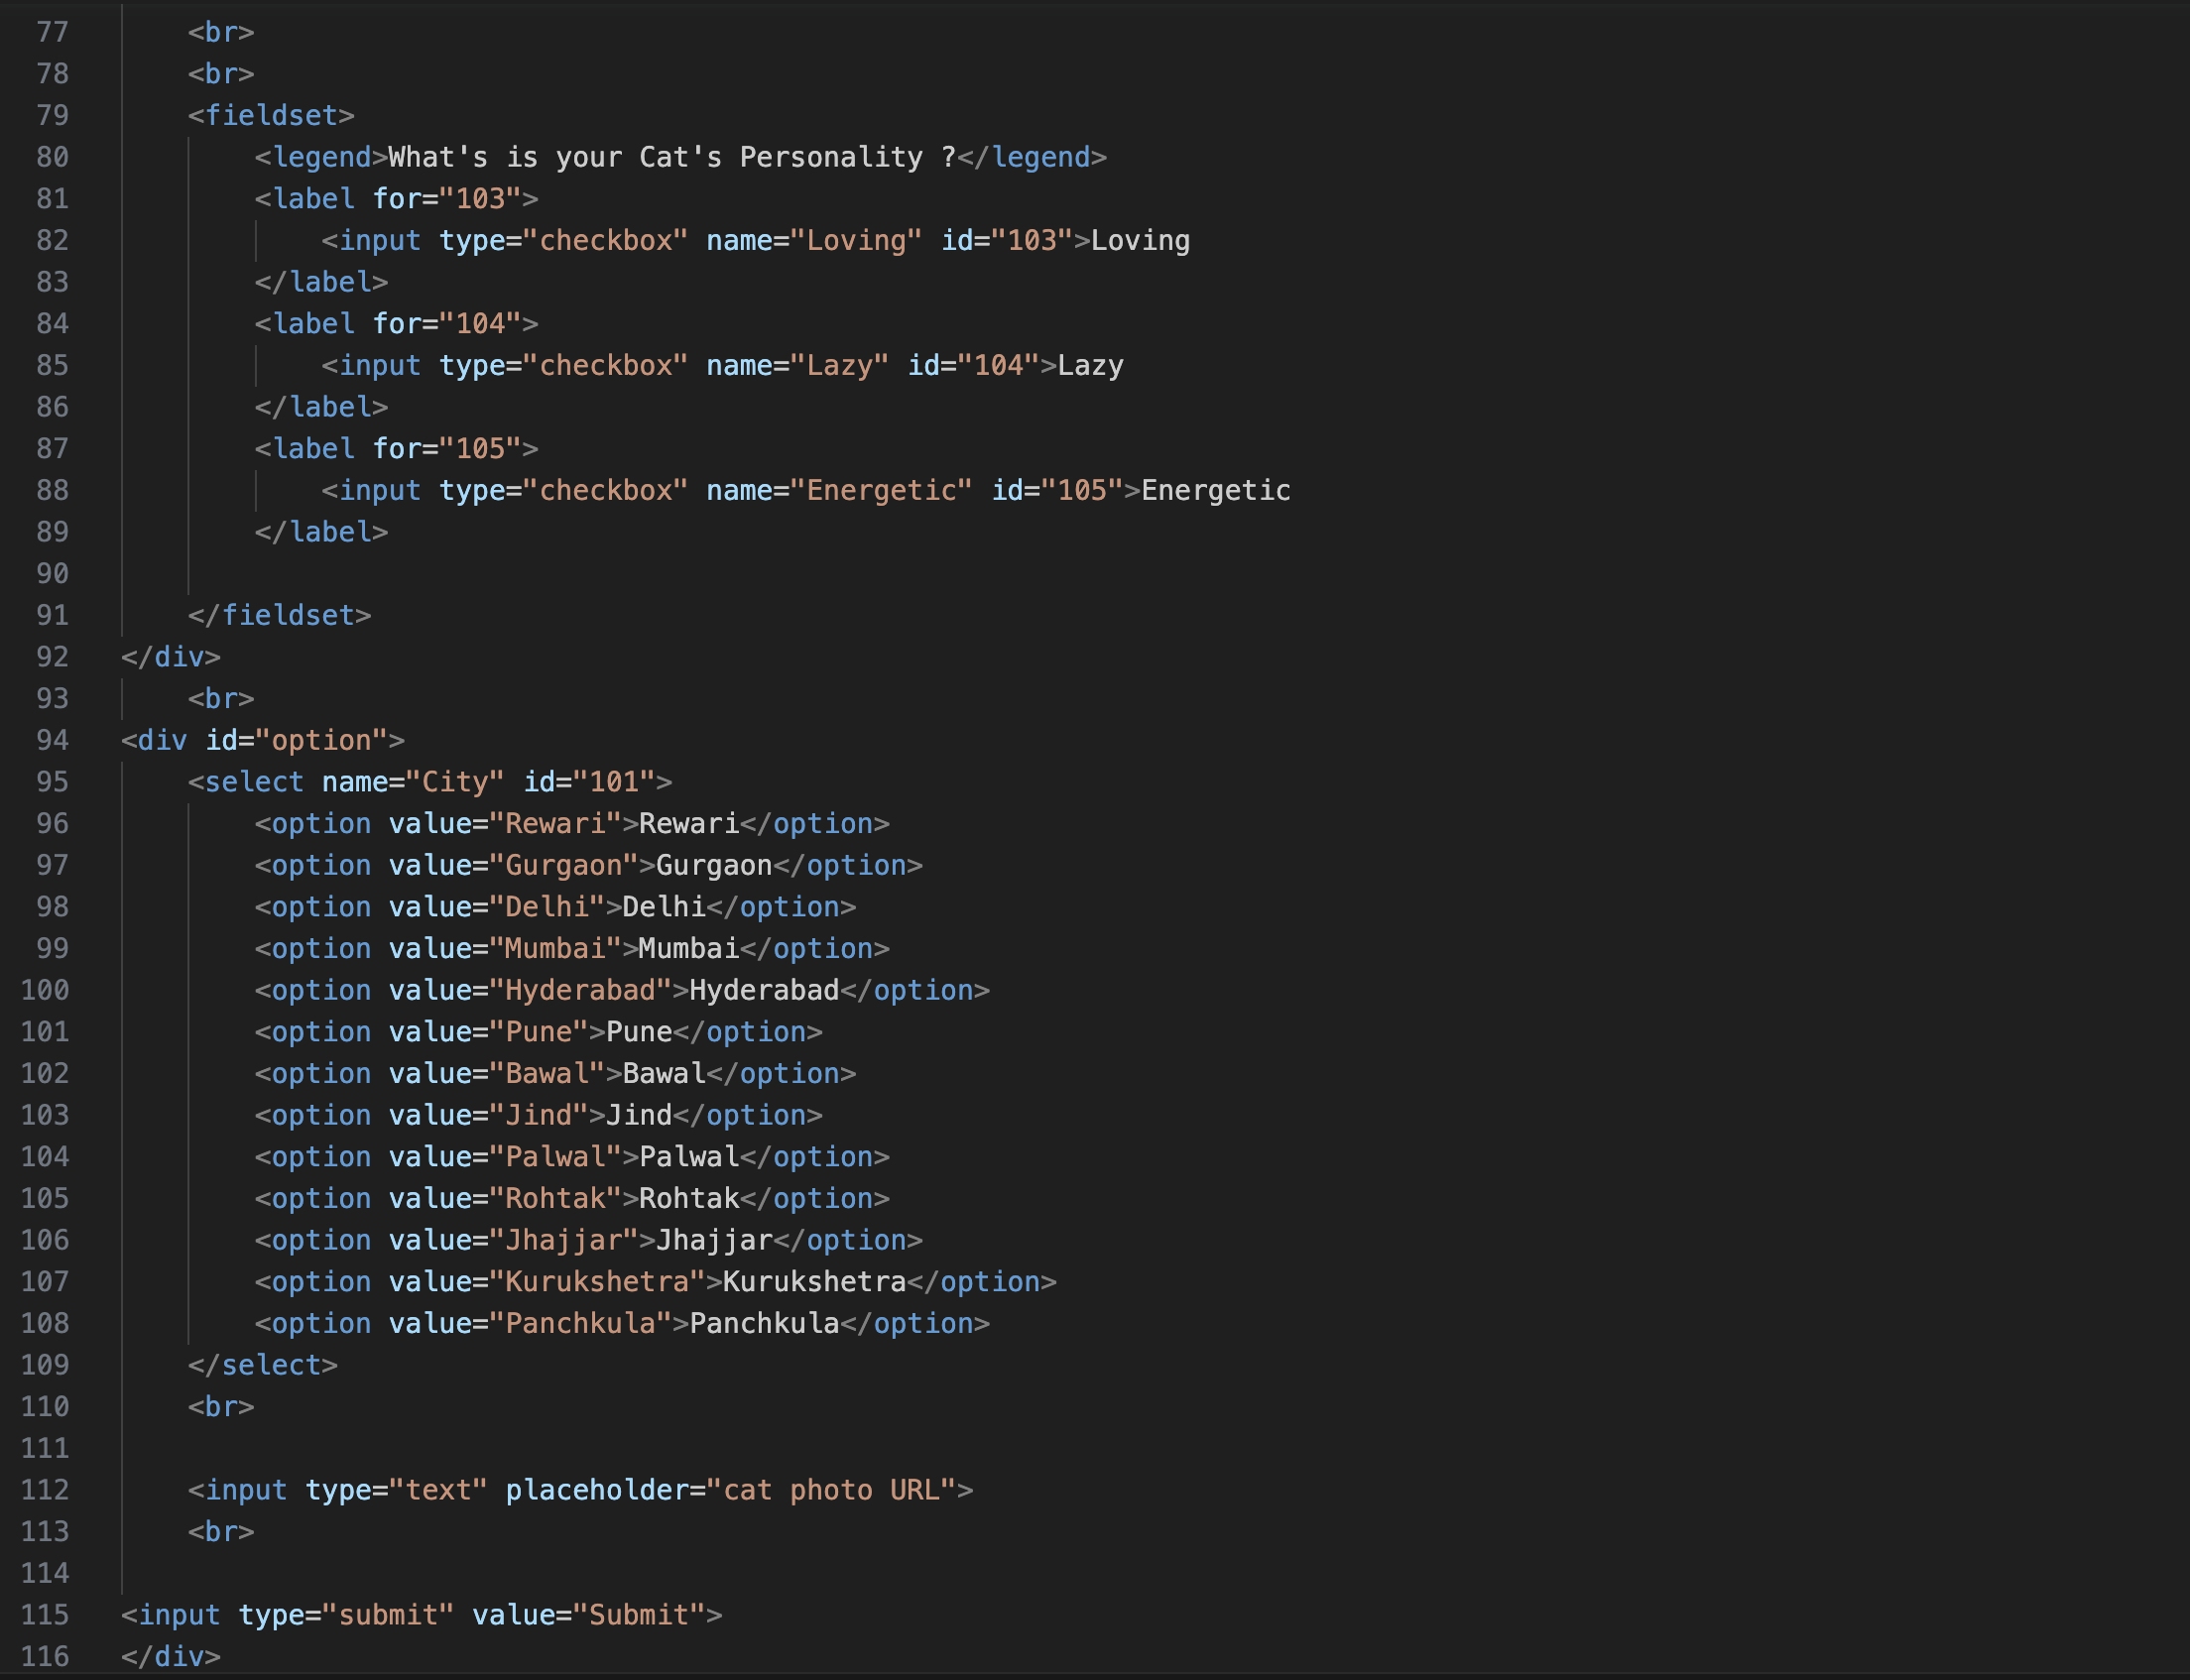 77 <br>
78 <br>
79 <fieldset>
80 <legend>What's is your Cat's Personality ?</legend>
81 <label for="103">
82 <input type="checkbox" name="Loving" id="103">Loving
83 </label>
84 <label for="104">
85 <input type="checkbox" name="Lazy" id="104">Lazy
86 </label>
87 <label for="105">
88 <input type="checkbox" name="Energetic" id="105">Energetic
89 </label>
90
91 </fieldset>
92 </div>
93 <br>
94 <div id="option">
95 <select name="City" id="101">
96 <option value="Rewari">Rewari</option>
97 <option value="Gurgaon">Gurgaon</option>
98 <option value="Delhi">Delhi</option>
99 <option value="Mumbai">Mumbai</option>
100 <option value="Hyderabad">Hyderabad</option>
101 <option value="Pune">Pune</option>
102 <option value="Bawal">Bawal</option>
103 <option value="Jind">Jind</option>
104 <option value="Palwal">Palwal</option>
105 <option value="Rohtak">Rohtak</option>
106 <option value="Jhajjar">Jhajjar</option>
107 <option value="Kurukshetra">Kurukshetra</option>
108 <option value="Panchkula">Panchkula</option>
109 </select>
110 <br>
111
112 <input type="text" placeholder="cat photo URL">
113 <br>
114
115 <input type="submit" value="Submit">
116 </div>